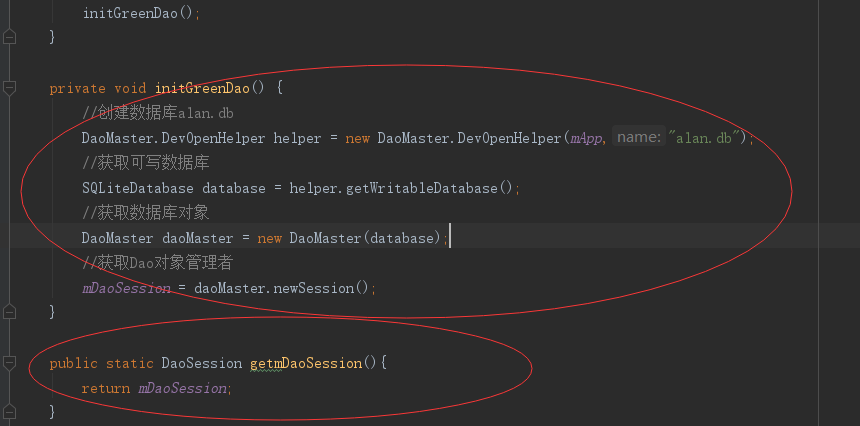 initGreenDao();
}
private void initGreenDao() {
//创建数据库alan.db
DaoMaster.DevOpenHelper helper = new DaoMaster.DevOpenHelper(mApp, name: "alan.db");
//获取可写数据库
SQLiteDatabase database = helper.getWritableDatabase();
//获取数据库对象
DaoMaster daoMaster = new DaoMaster(database);
//获取Dao对象管理者
mDaoSession = daoMaster.newSession();
}
public static DaoSession getmDaoSession(){
return mDaoSession;
}